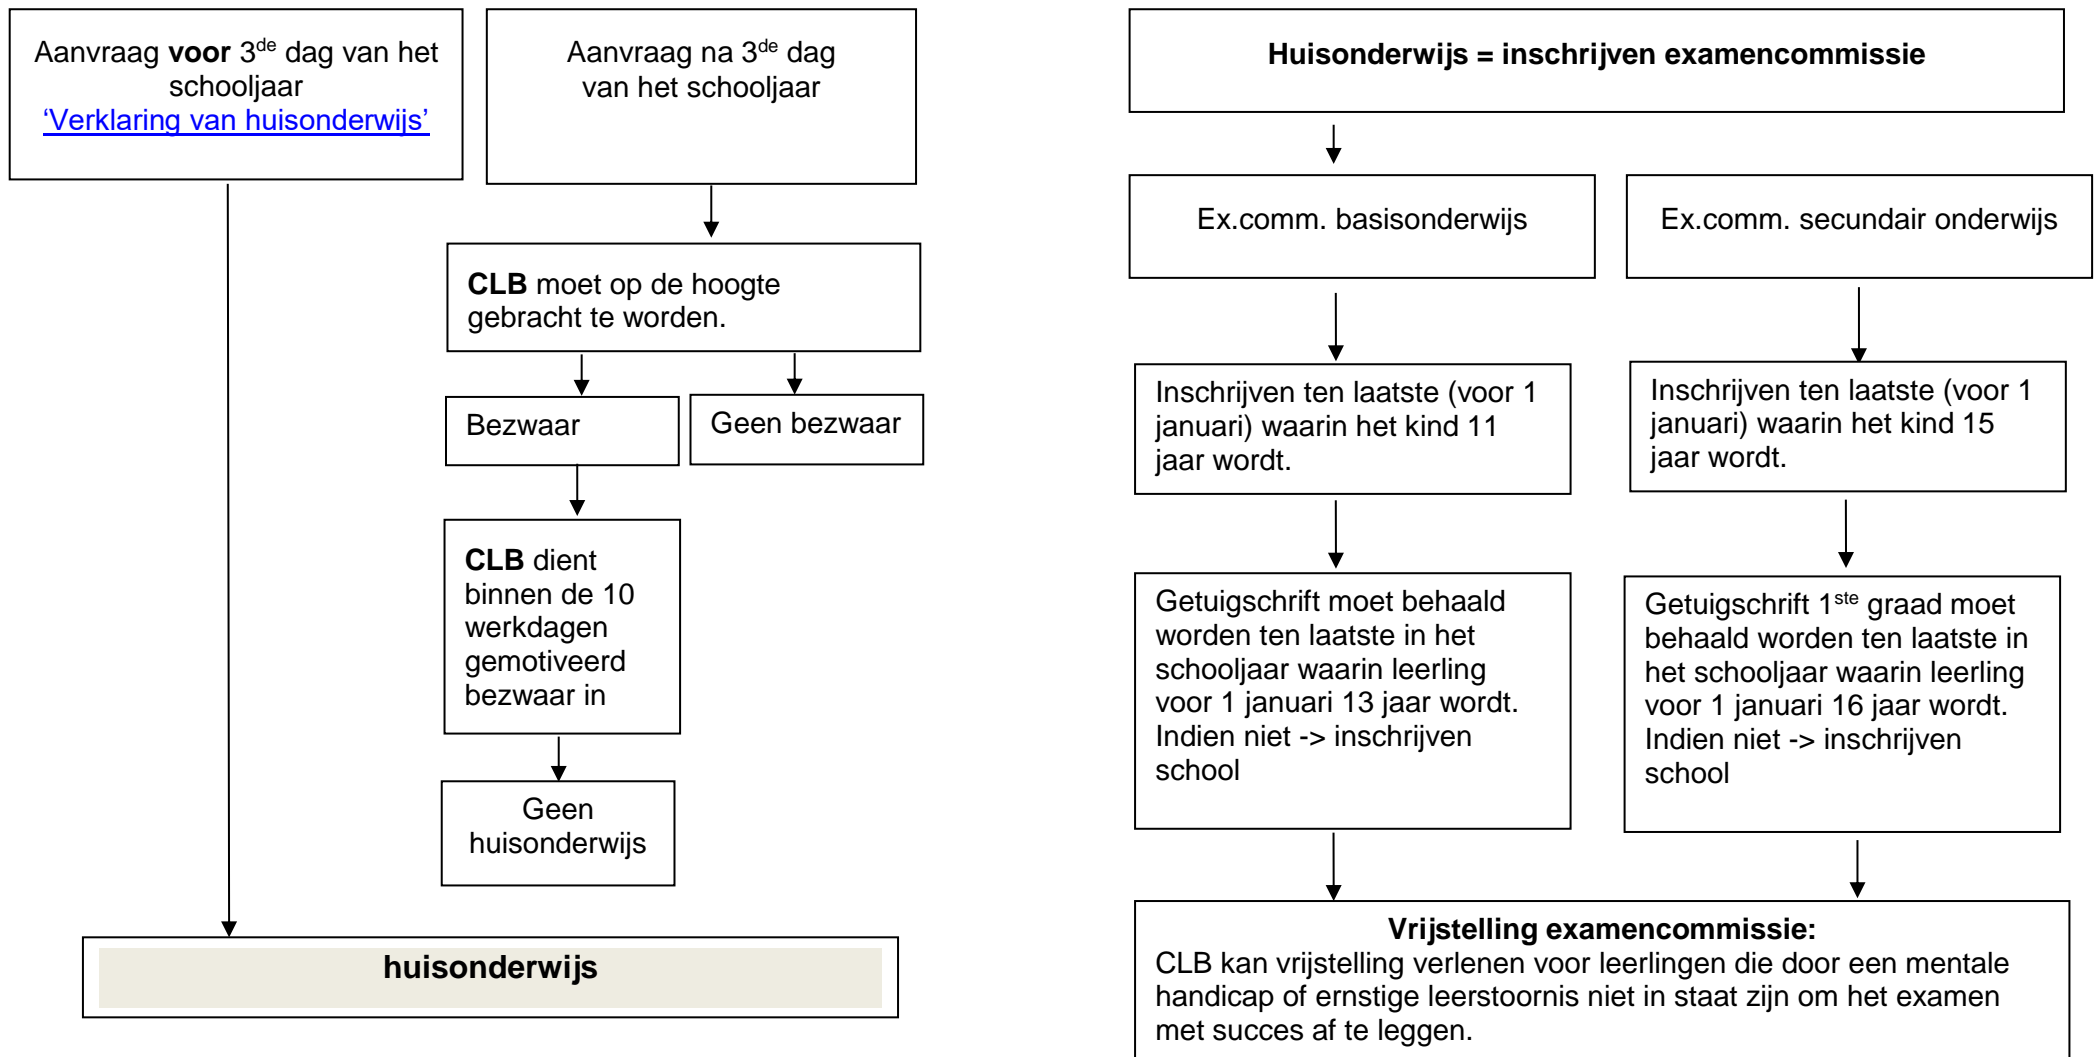 Aanvraag voor 3de dag van het
schooljaar
‘Verklaring van huisonderwijs’
Aanvraag na 3de dag
van het schooljaar
CLB moet op de hoogte
gebracht te worden.
Bezwaar
Geen bezwaar
CLB dient
binnen de 10
werkdagen
gemotiveerd
bezwaar in
Geen
huisonderwijs
huisonderwijs
Huisonderwijs = inschrijven examencommissie
Ex.comm. basisonderwijs
Ex.comm. secundair onderwijs
Inschrijven ten laatste (voor 1
januari) waarin het kind 11
jaar wordt.
Inschrijven ten laatste (voor 1
januari) waarin het kind 15
jaar wordt.
Getuigschrift moet behaald
worden ten laatste in het
schooljaar waarin leerling
voor 1 januari 13 jaar wordt.
Indien niet -> inschrijven
school
Getuigschrift 1ste graad moet
behaald worden ten laatste in
het schooljaar waarin leerling
voor 1 januari 16 jaar wordt.
Indien niet -> inschrijven
school
Vrijstelling examencommissie:
CLB kan vrijstelling verlenen voor leerlingen die door een mentale
handicap of ernstige leerstoornis niet in staat zijn om het examen
met succes af te leggen.